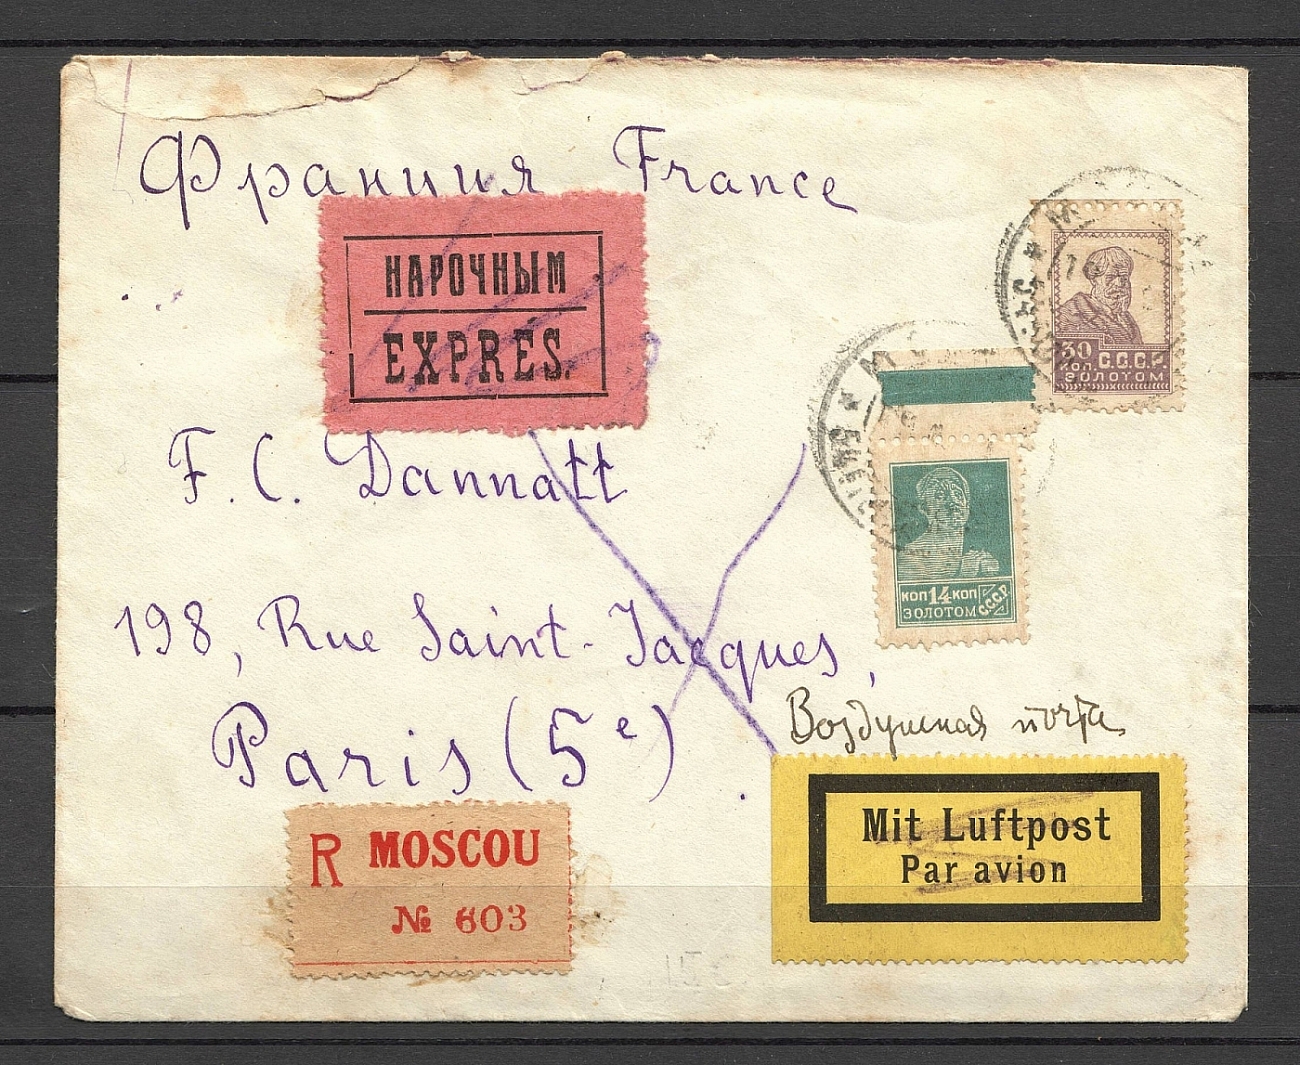 Франция France
НАРОЧНЫМ
EXPRES.
30
КОП. С.С.С.Р.
ЗОЛОТОМ
F. C. Dannatt
КОП 14 КОП
ЗОЛОТОМ С.С.С.Р.
198, Rue Saint-Jacques,
Paris (5e).
Воздушная почта
Mit Luftpost
Par avion
R MOSCOU
№ 603